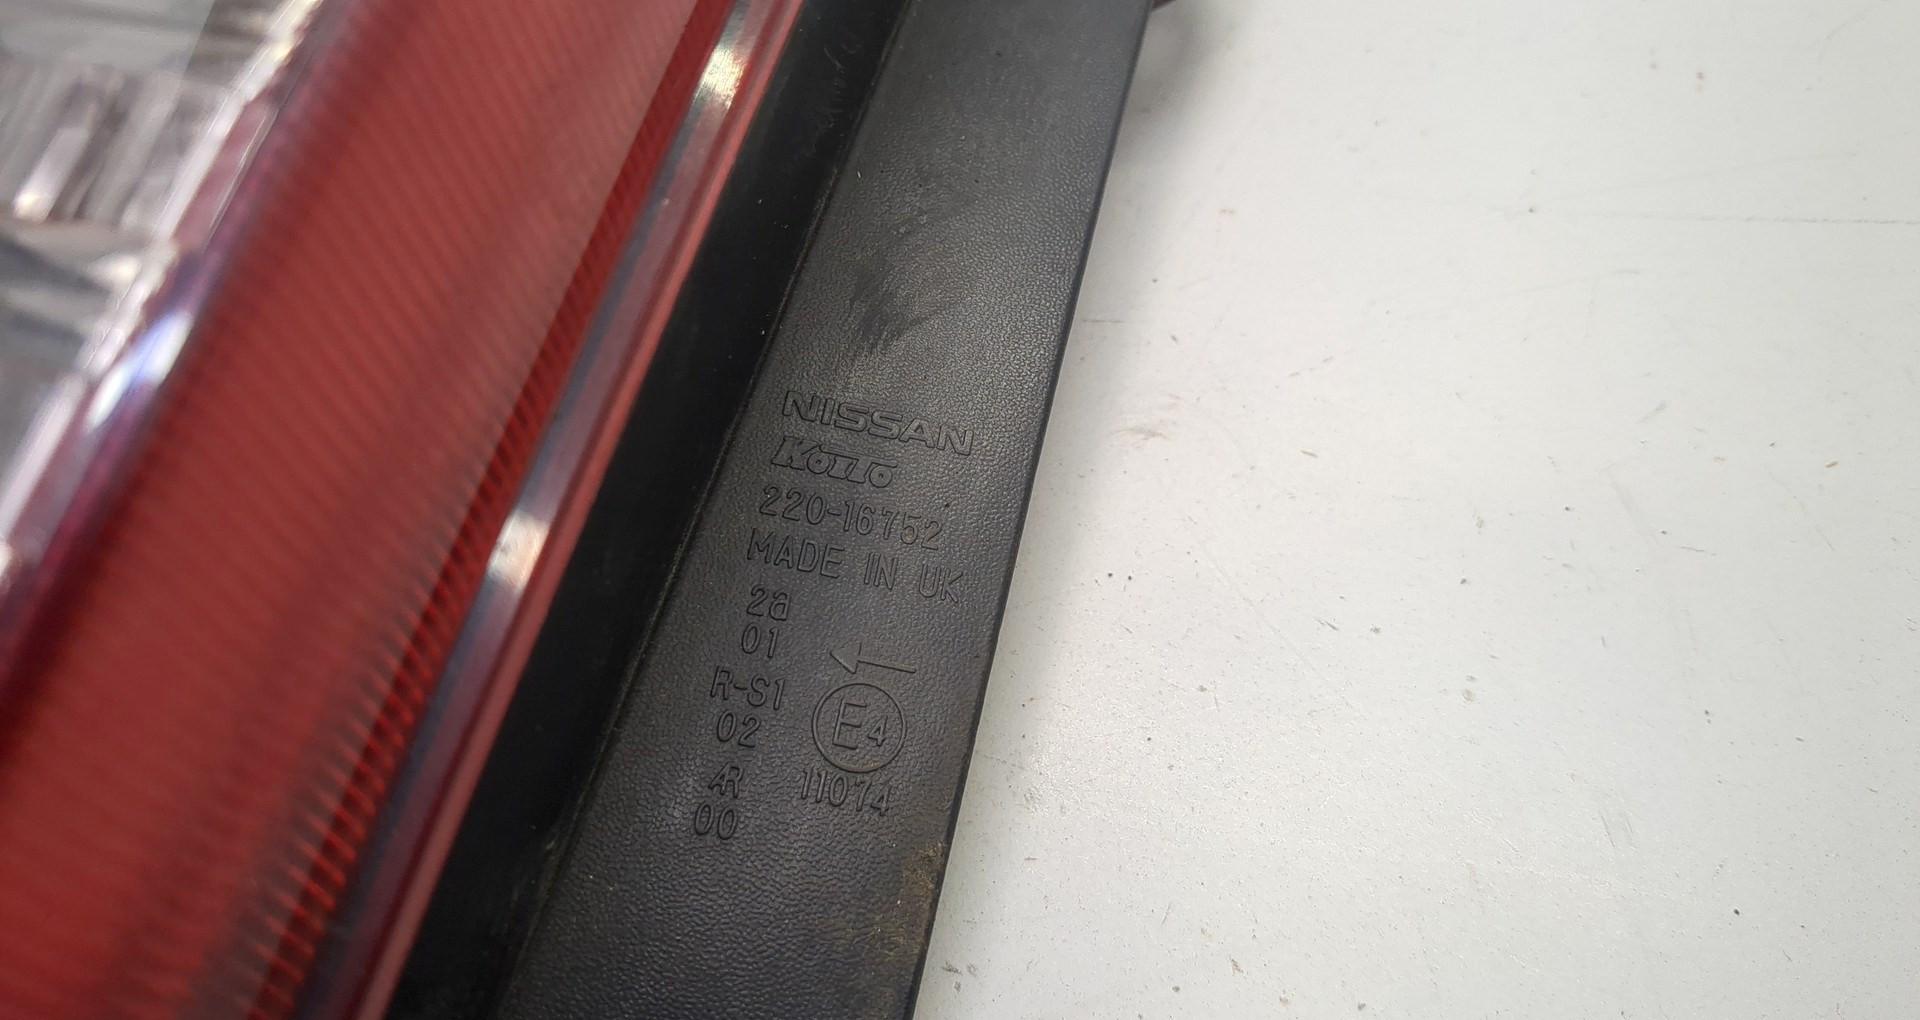 NISSAN
KOITO
220-16752
MADE IN UK
2a
01
R-S1
02
E4
AR
11074
00